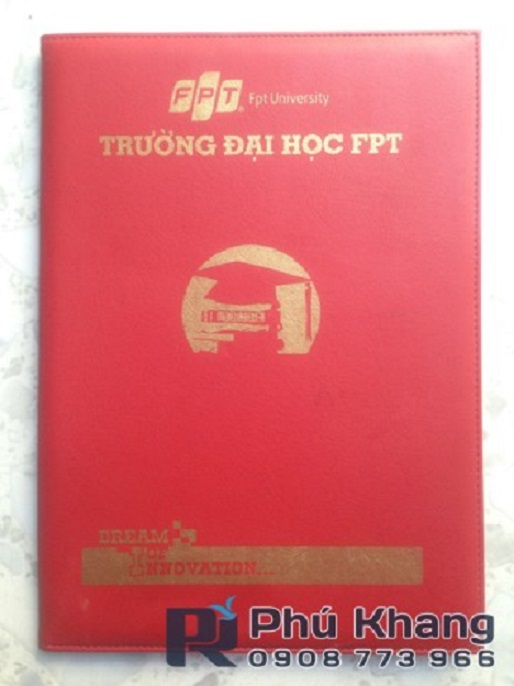 FPT Fpt University
TRƯỜNG ĐẠI HỌC FPT
DREAM
OF
INNOVATION...
Phú Khang
0908 773 966